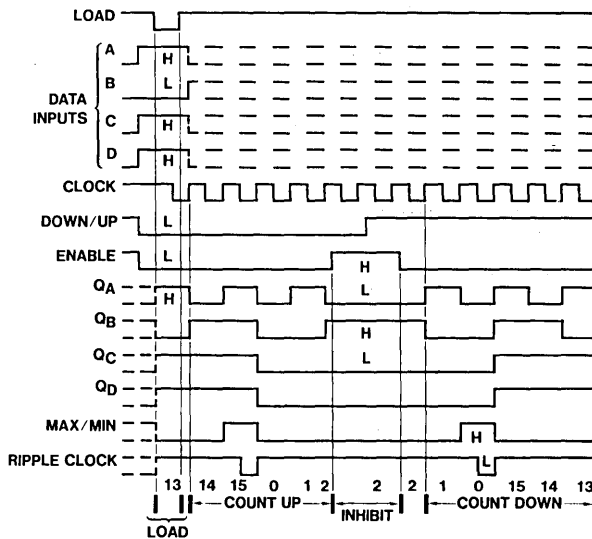 LOAD
A
H
B
L
DATA
INPUTS
C
H
D
H
CLOCK
DOWN/UP
L
ENABLE
L
H
QA
H
L
QB
H
QC
L
QD
MAX/MIN
H
RIPPLE CLOCK
L
13 14 15 0 1 2 2 2 1 0 15 14 13
COUNT UP
INHIBIT
COUNT DOWN
LOAD